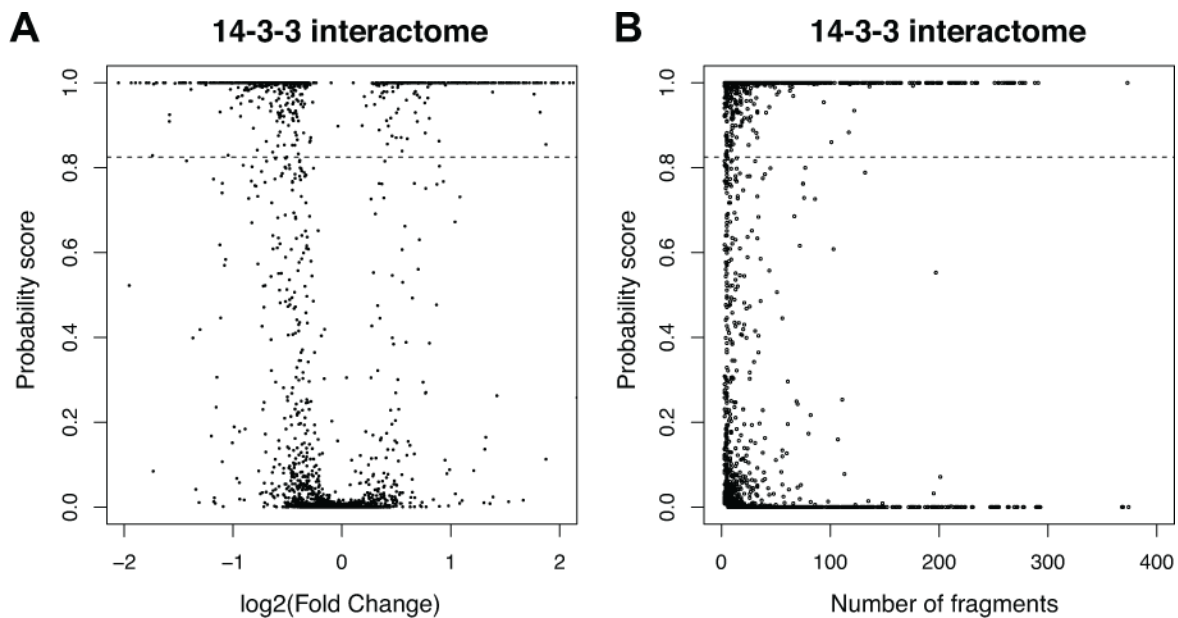 A
14-3-3 interactome
Probability score
1.0
0.8
0.6
0.4
0.2
0.0
−2
−1
0
1
2
log2(Fold Change)
B
14-3-3 interactome
Probability score
1.0
0.8
0.6
0.4
0.2
0.0
0
100
200
300
400
Number of fragments